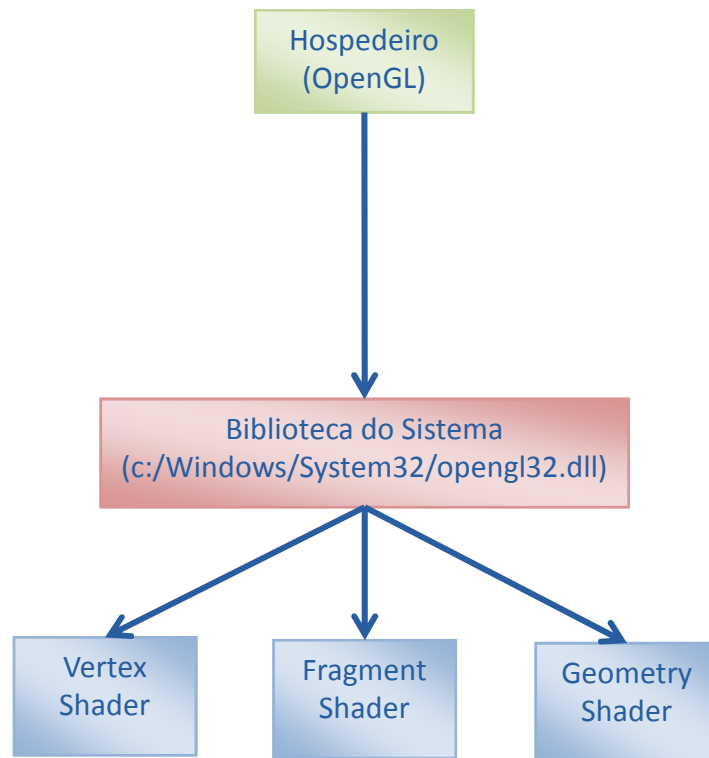 Hospedeiro
(OpenGL)
Biblioteca do Sistema
(c:/Windows/System32/opengl32.dll)
Vertex
Shader
Fragment
Shader
Geometry
Shader